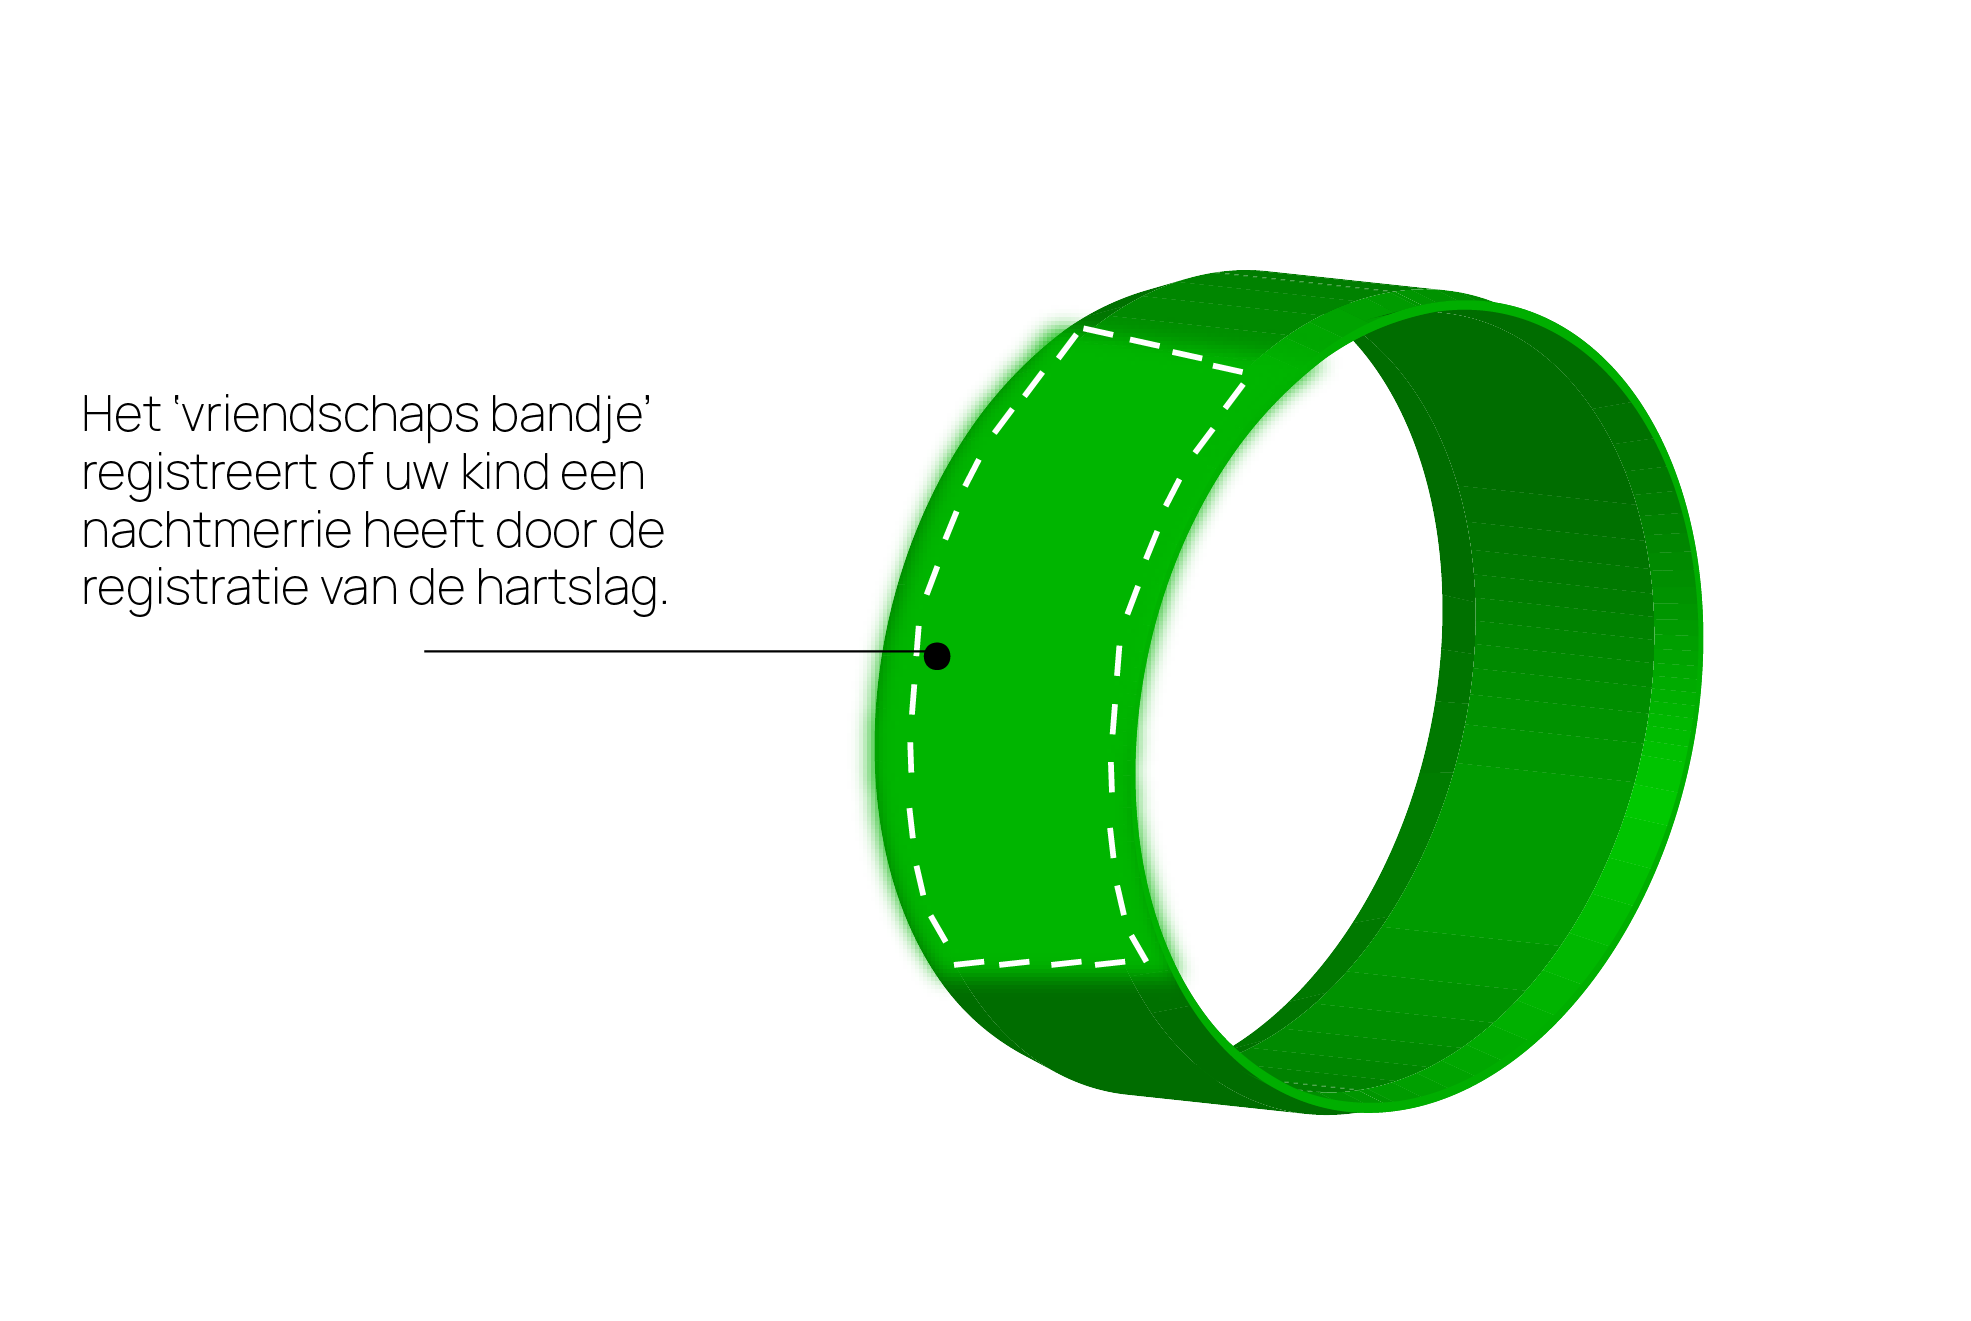 Het ‘vriendschaps bandje’
registreert of uw kind een
nachtmerrie heeft door de
registratie van de hartslag.